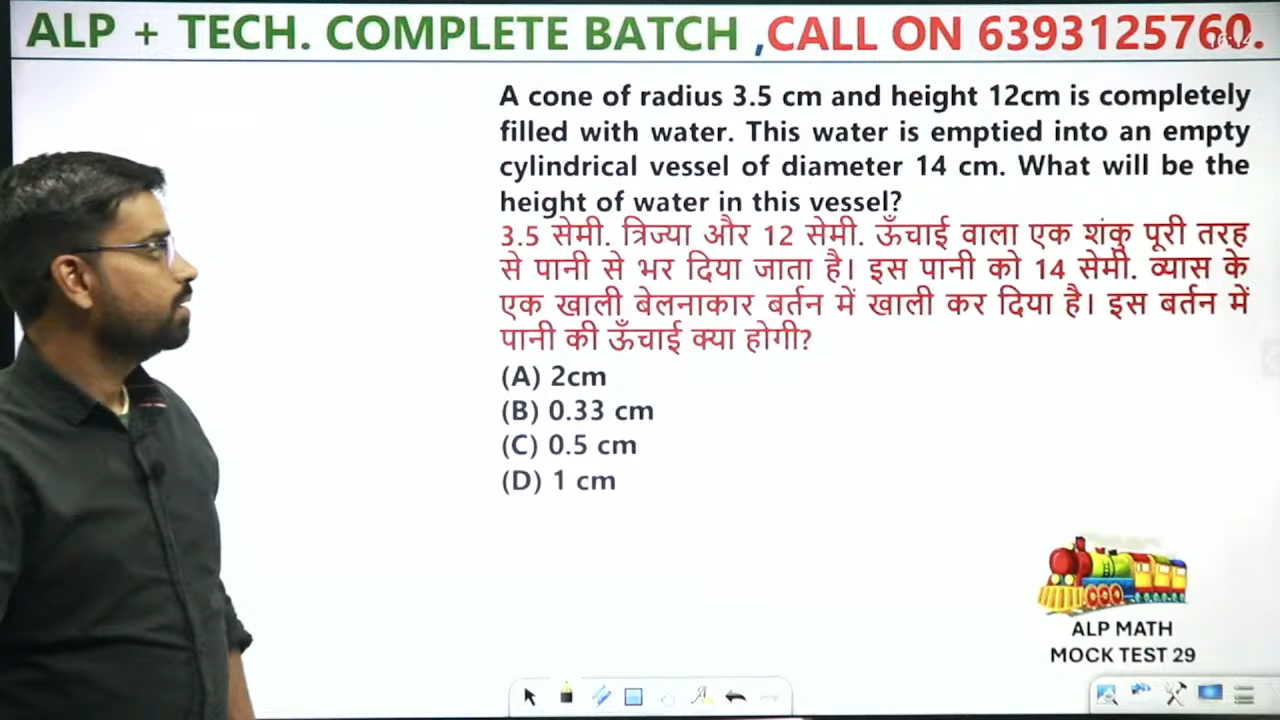 ALP + TECH. COMPLETE BATCH ,CALL ON 6393125760.
A cone of radius 3.5 cm and height 12cm is completely
filled with water. This water is emptied into an empty
cylindrical vessel of diameter 14 cm. What will be the
height of water in this vessel?
3.5 सेमी. त्रिज्या और 12 सेमी. ऊँचाई वाला एक शंकु पूरी तरह
से पानी से भर दिया जाता है। इस पानी को 14 सेमी. व्यास के
एक खाली बेलनाकार बर्तन में खाली कर दिया है। इस बर्तन में
पानी की ऊँचाई क्या होगी?
(A) 2cm
(B) 0.33 cm
(C) 0.5 cm
(D) 1 cm
ALP MATH
MOCK TEST 29